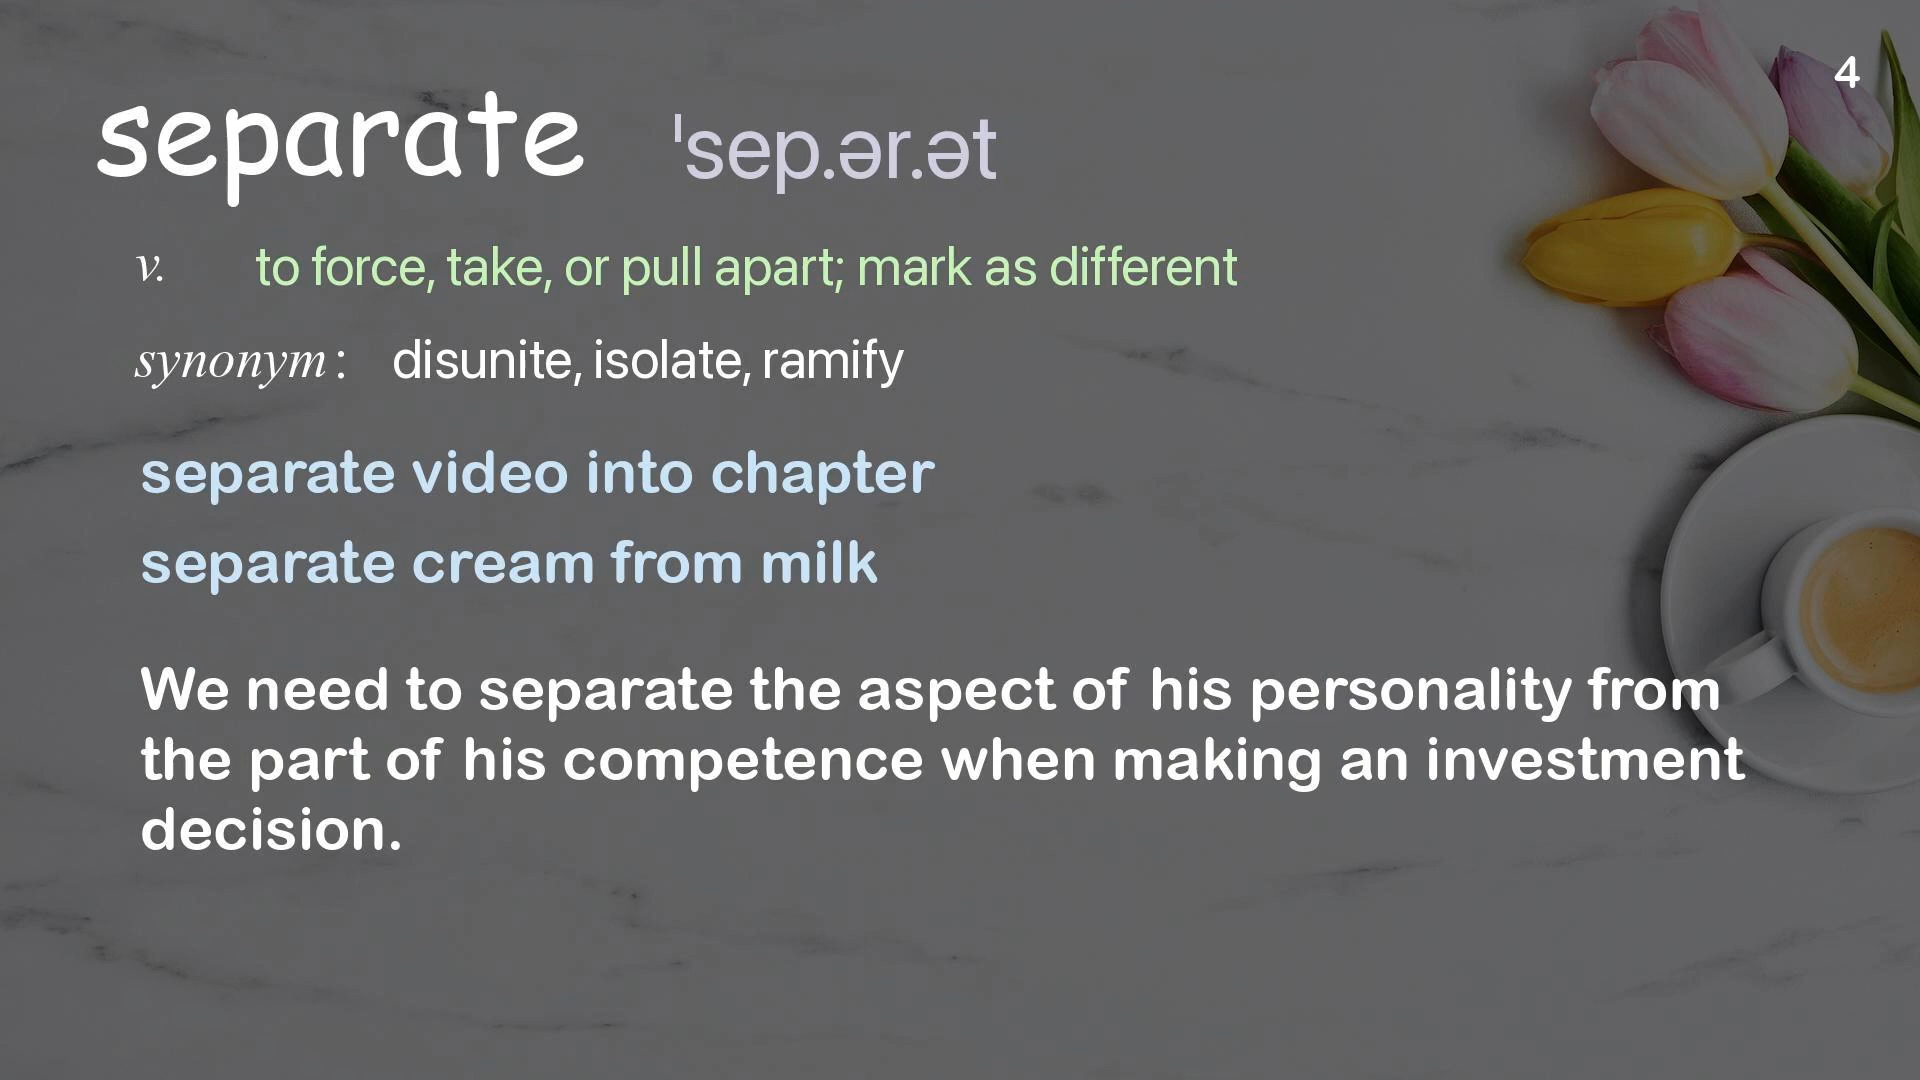 4
separate ˈsep.ər.ət
v. to force, take, or pull apart; mark as different
synonym: disunite, isolate, ramify
separate video into chapter
separate cream from milk
We need to separate the aspect of his personality from
the part of his competence when making an investment
decision.